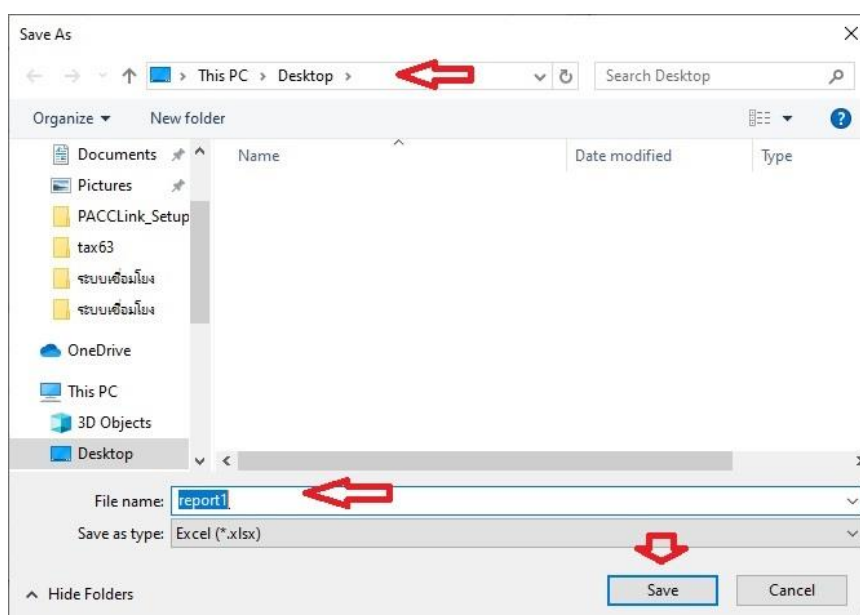 Save As
This PC > Desktop >
Search Desktop
Organize
New folder
Documents
Pictures
PACCLink_Setup
tax63
ระบบเชื่อมโยง
ระบบเชื่อมโยง
OneDrive
This PC
3D Objects
Desktop
Name
Date modified
Type
File name: report1
Save as type: Excel (*.xlsx)
Hide Folders
Save
Cancel